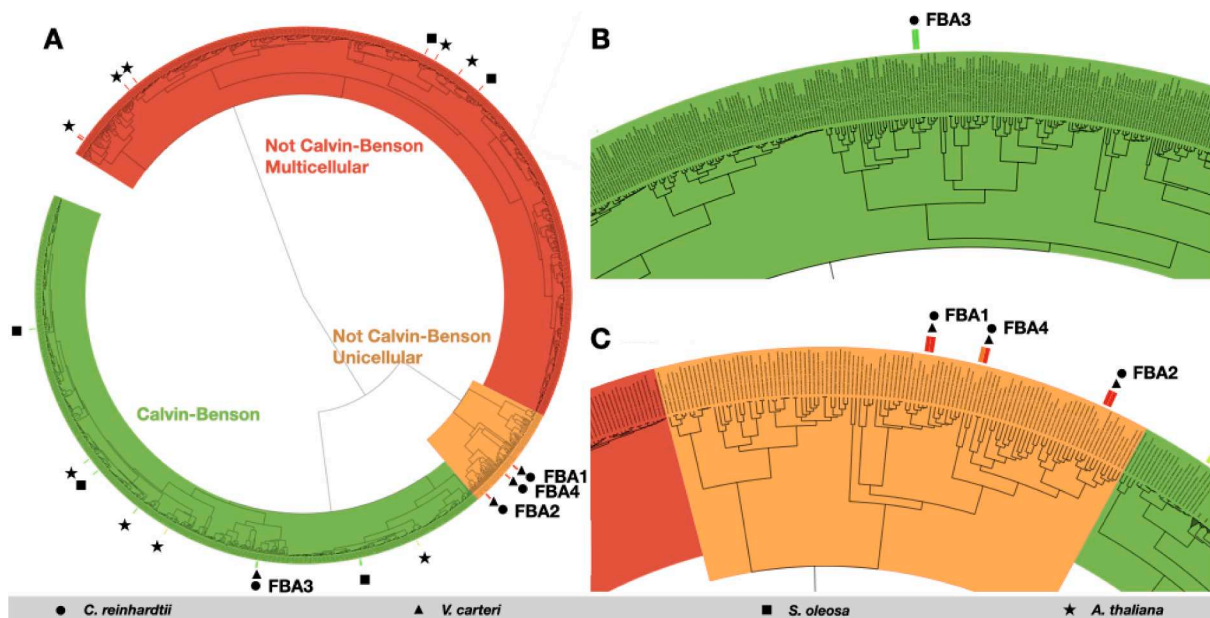 A
Not Calvin-Benson
Multicellular
Not Calvin-Benson
Unicellular
Calvin-Benson
FBA1
FBA4
FBA2
FBA3
B
FBA3
C
FBA1
FBA4
FBA2
C. reinhardtii
V. carteri
S. oleosa
A. thaliana